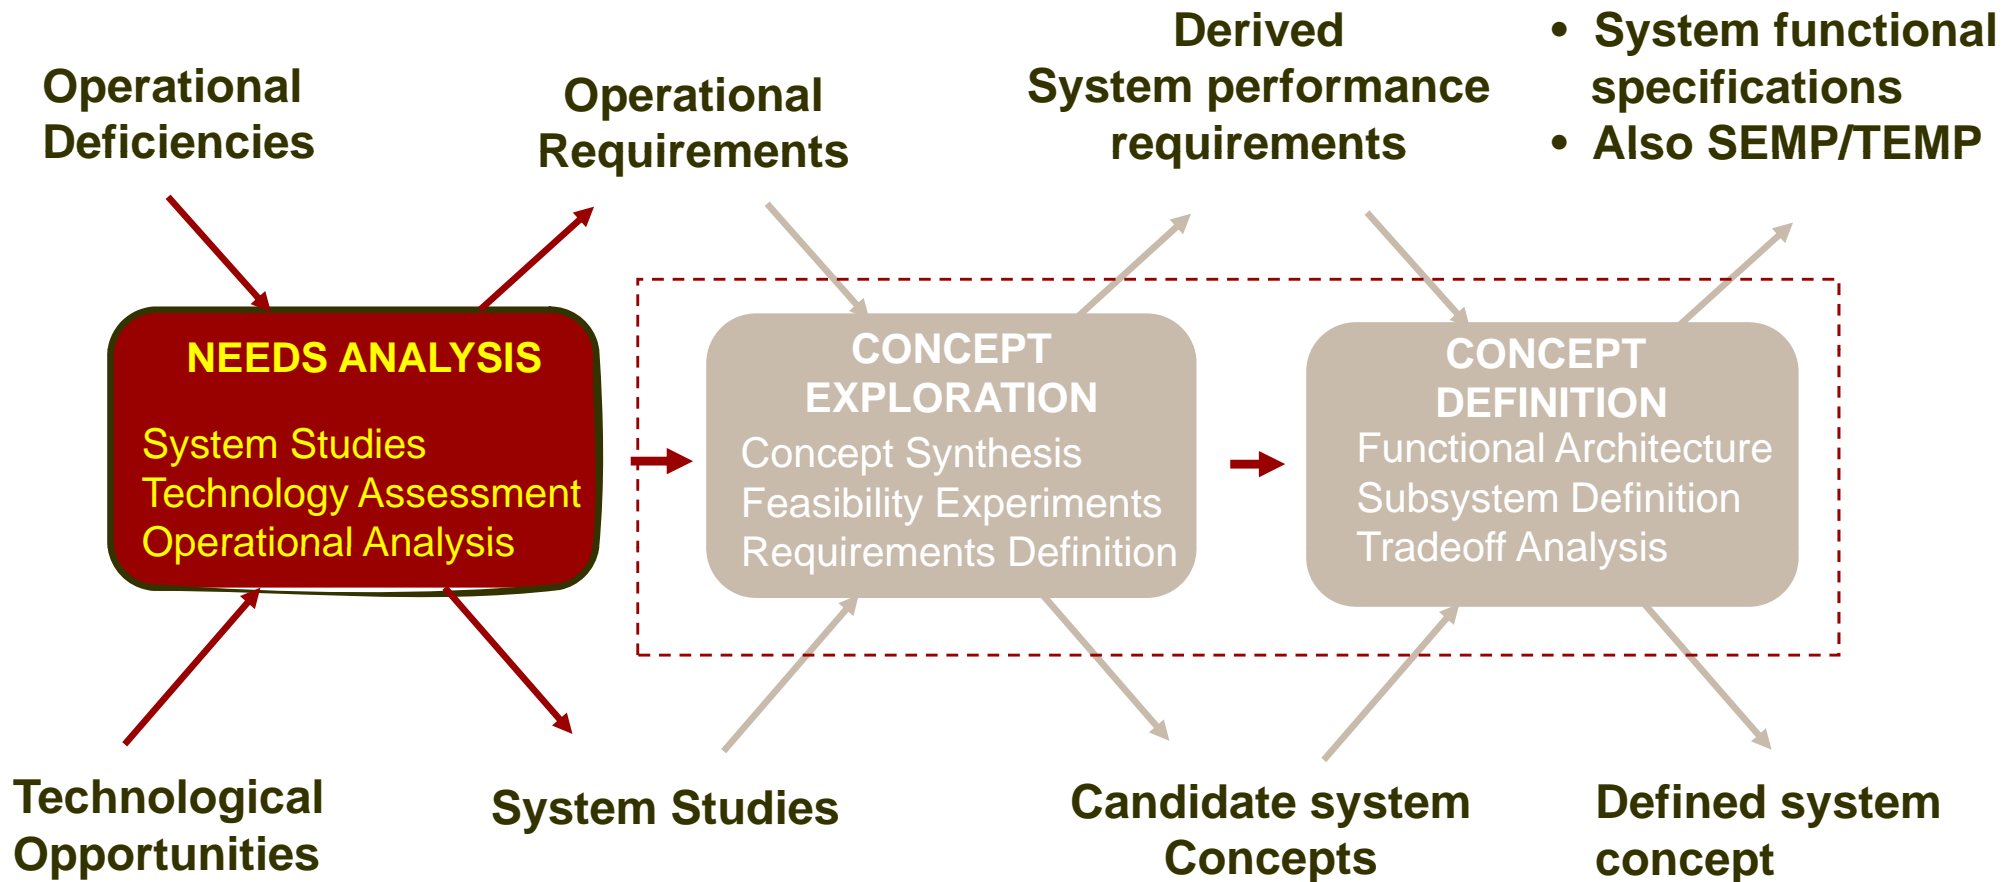 Operational
Deficiencies
Operational
Requirements
Derived
System performance
requirements
• System functional
specifications
• Also SEMP/TEMP
NEEDS ANALYSIS
System Studies
Technology Assessment
Operational Analysis
CONCEPT
EXPLORATION
Concept Synthesis
Feasibility Experiments
Requirements Definition
CONCEPT
DEFINITION
Functional Architecture
Subsystem Definition
Tradeoff Analysis
Technological
Opportunities
System Studies
Candidate system
Concepts
Defined system
concept